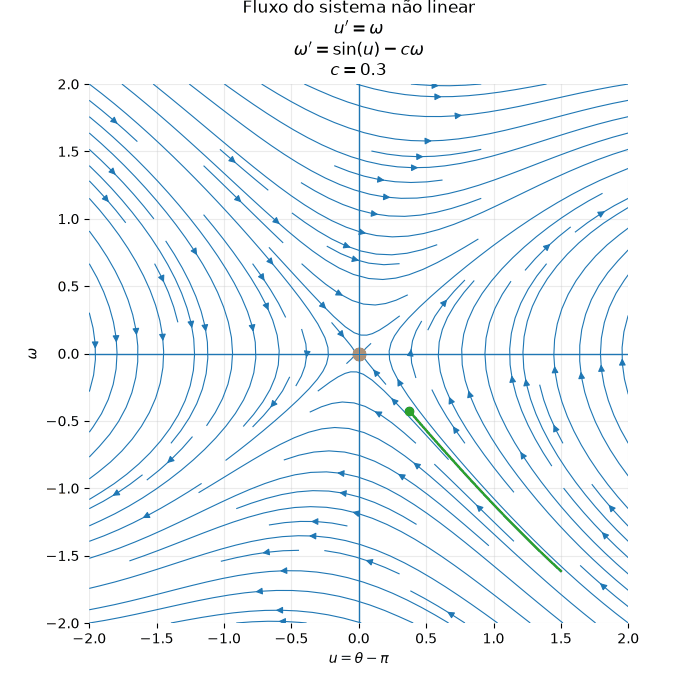 Fluxo do sistema não linear
u′ = ω
ω′ = sin(u) − cω
c = 0.3
2.0
1.5
1.0
0.5
0.0
−0.5
−1.0
−1.5
−2.0
ω
−2.0 −1.5 −1.0 −0.5 0.0 0.5 1.0 1.5 2.0
u = θ − π